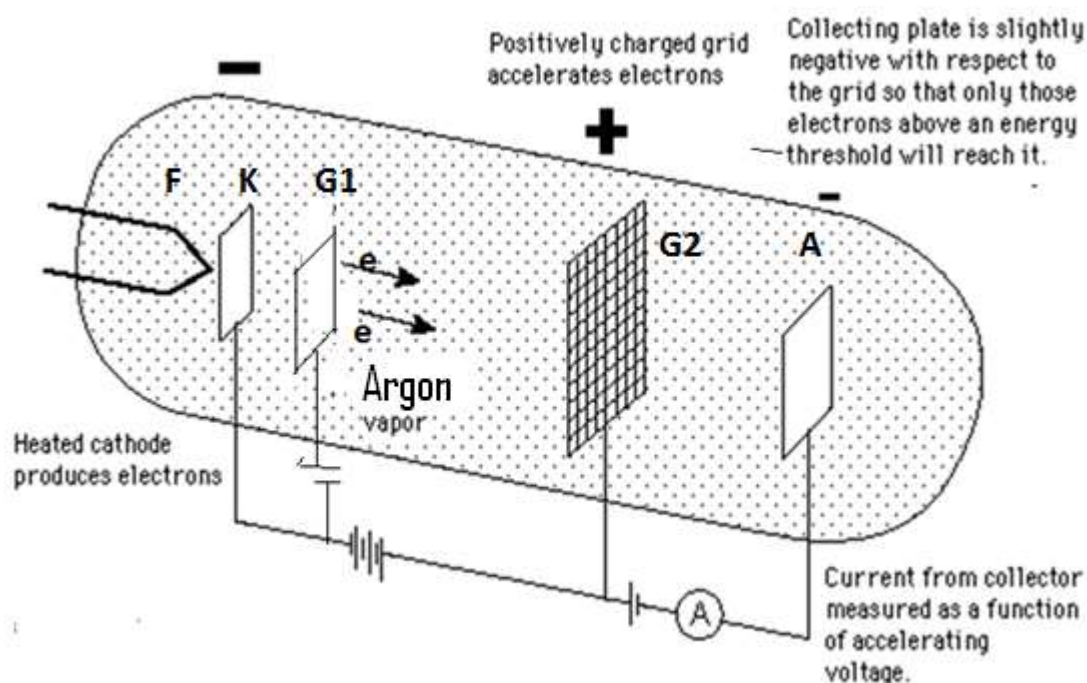 Positively charged grid
accelerates electrons
Collecting plate is slightly
negative with respect to
the grid so that only those
electrons above an energy
threshold will reach it.
F K G1
G2
A
e
e
Argon
vapor
Heated cathode
produces electrons
A
Current from collector
measured as a function
of accelerating
voltage.